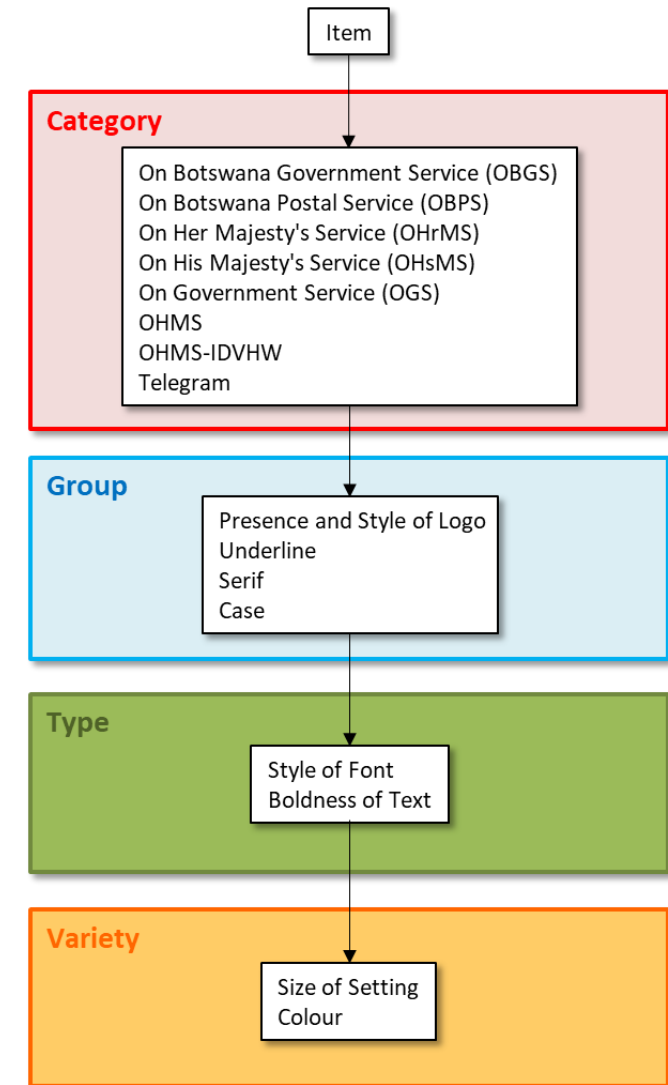 Item
Category
On Botswana Government Service (OBGS)
On Botswana Postal Service (OBPS)
On Her Majesty's Service (OHrMS)
On His Majesty's Service (OHsMS)
On Government Service (OGS)
OHMS
OHMS-IDVHW
Telegram
Group
Presence and Style of Logo
Underline
Serif
Case
Type
Style of Font
Boldness of Text
Variety
Size of Setting
Colour